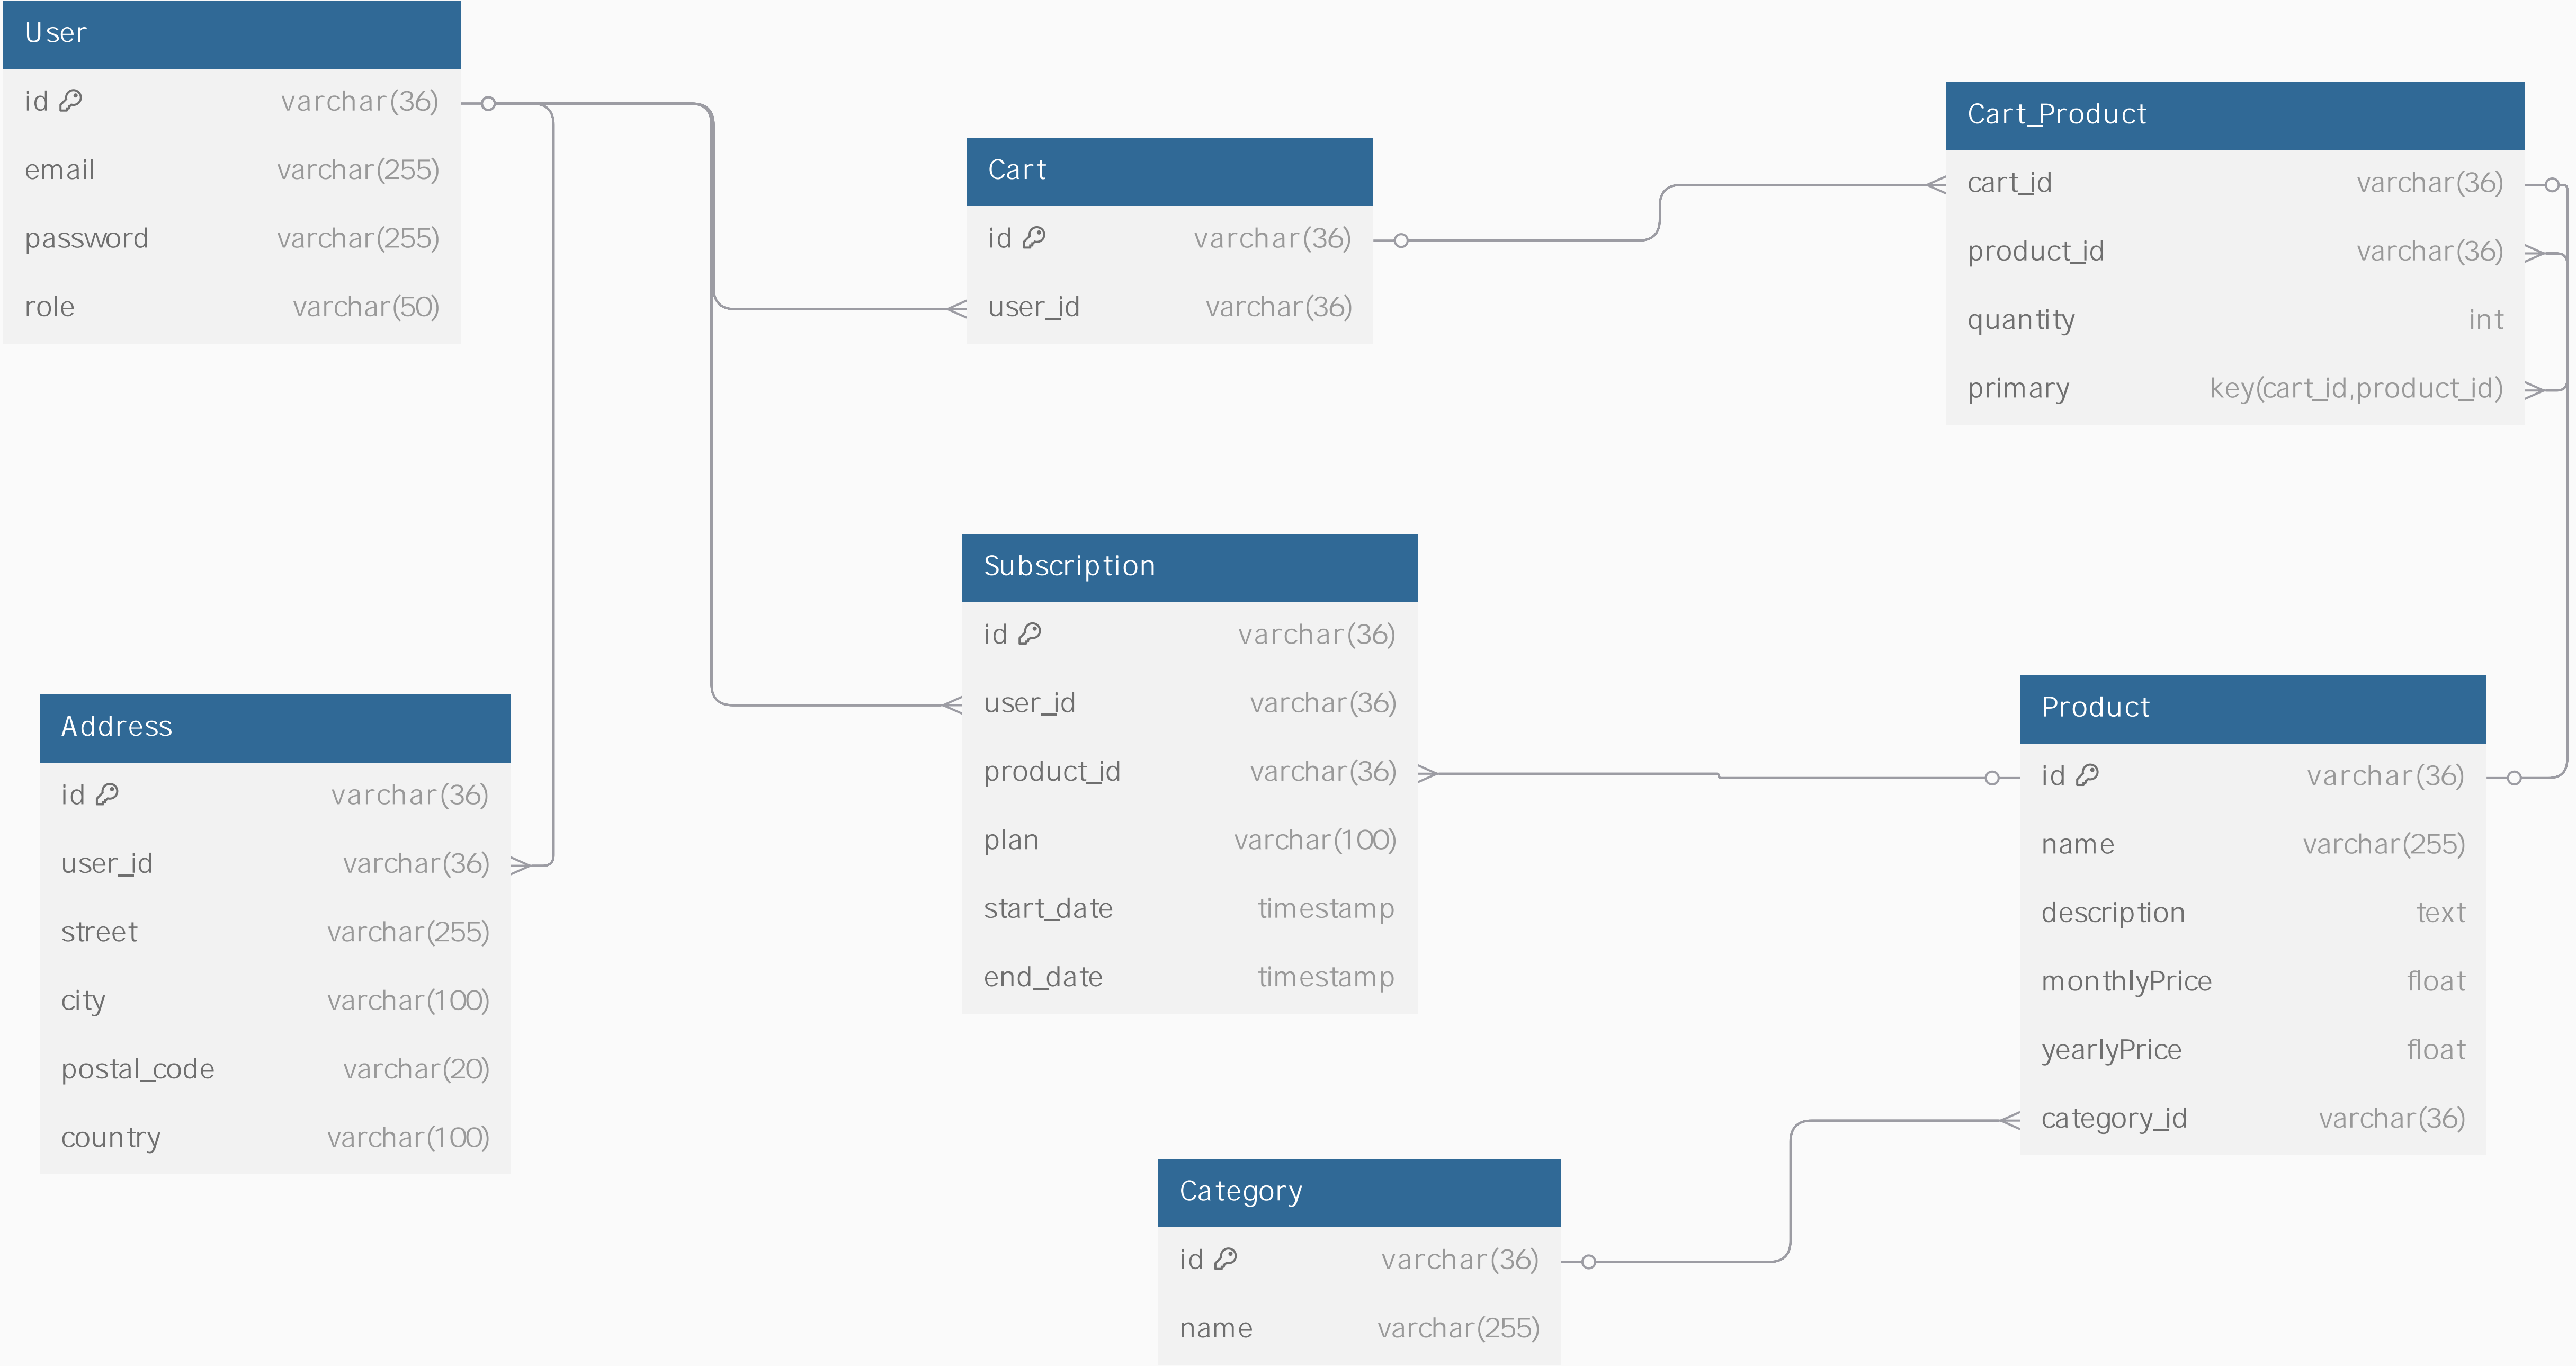 User
id varchar(36)
email varchar(255)
password varchar(255)
role varchar(50)
Cart
id varchar(36)
user_id varchar(36)
Cart_Product
cart_id varchar(36)
product_id varchar(36)
quantity int
primary key(cart_id,product_id)
Subscription
id varchar(36)
user_id varchar(36)
product_id varchar(36)
plan varchar(100)
start_date timestamp
end_date timestamp
Address
id varchar(36)
user_id varchar(36)
street varchar(255)
city varchar(100)
postal_code varchar(20)
country varchar(100)
Product
id varchar(36)
name varchar(255)
description text
monthlyPrice float
yearlyPrice float
category_id varchar(36)
Category
id varchar(36)
name varchar(255)